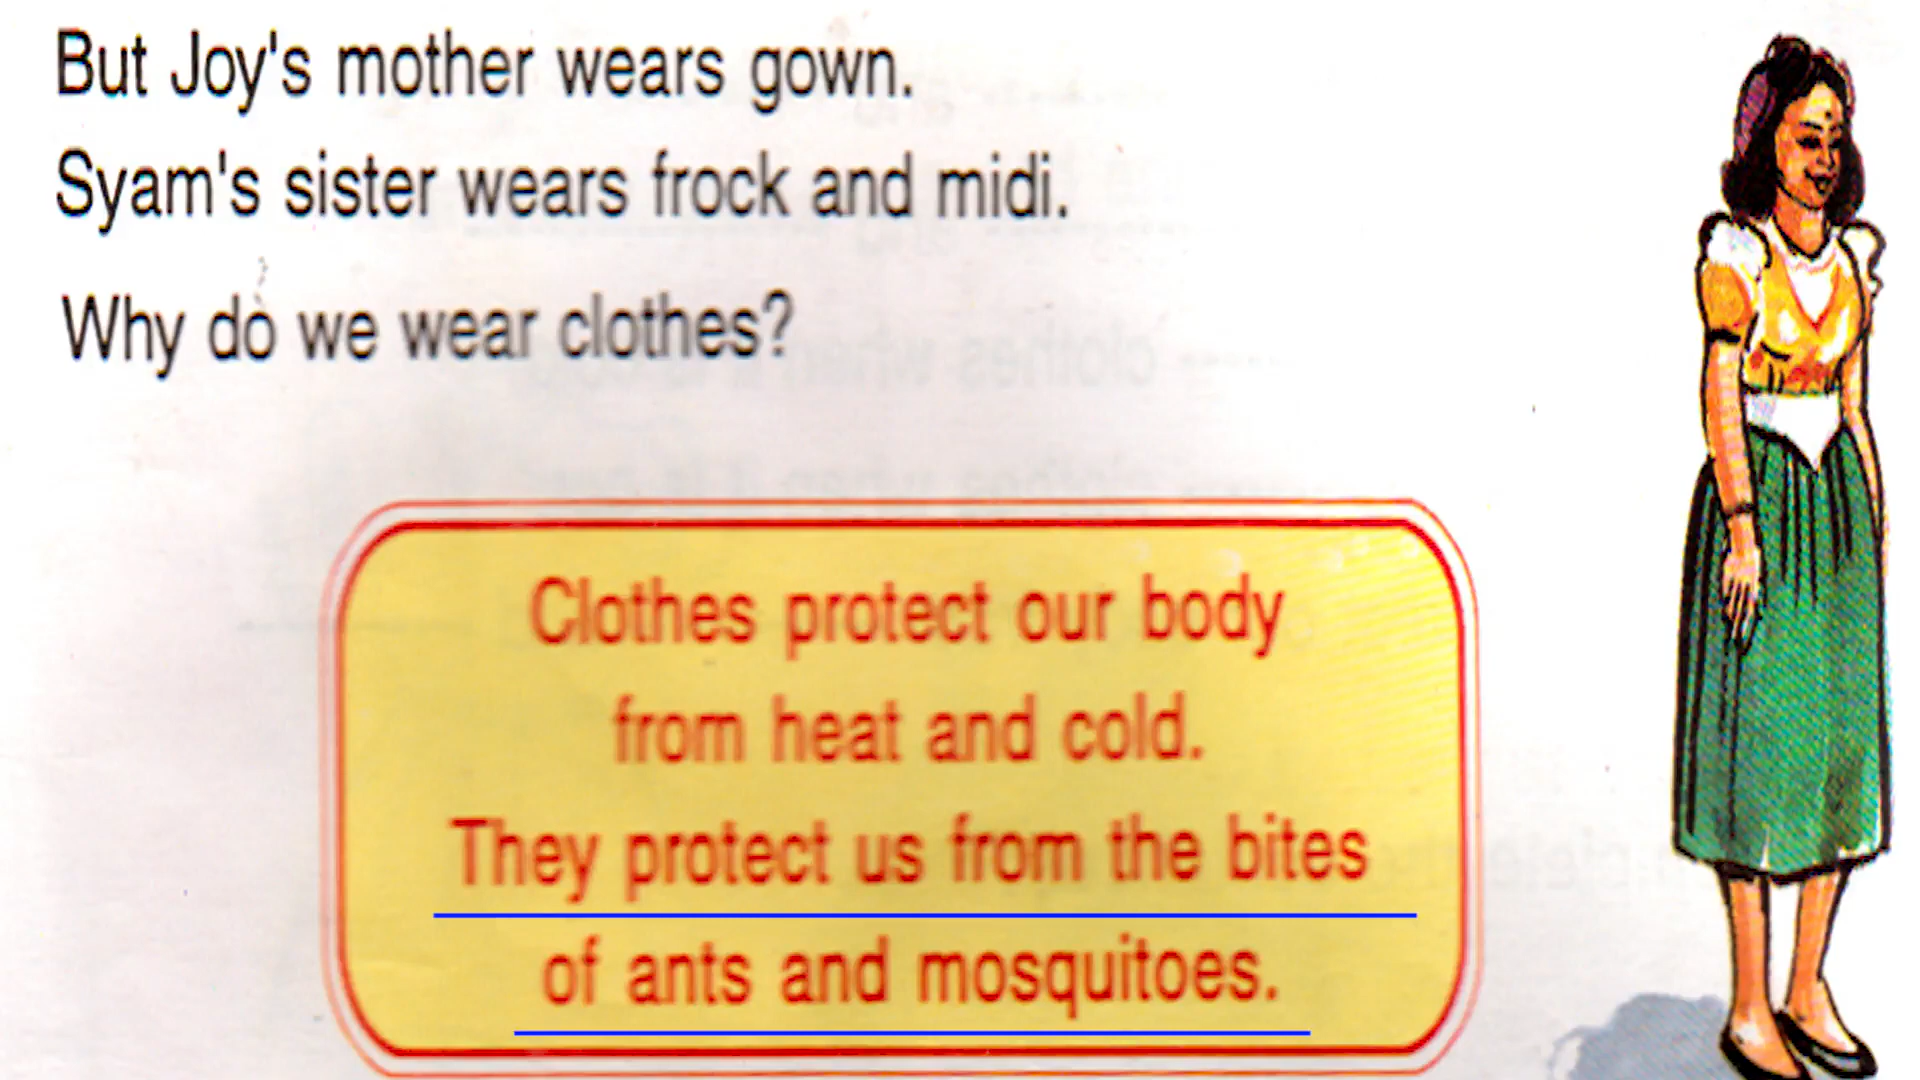 But Joy's mother wears gown.
Syam's sister wears frock and midi.
Why do we wear clothes?
Clothes protect our body
from heat and cold.
They protect us from the bites
of ants and mosquitoes.